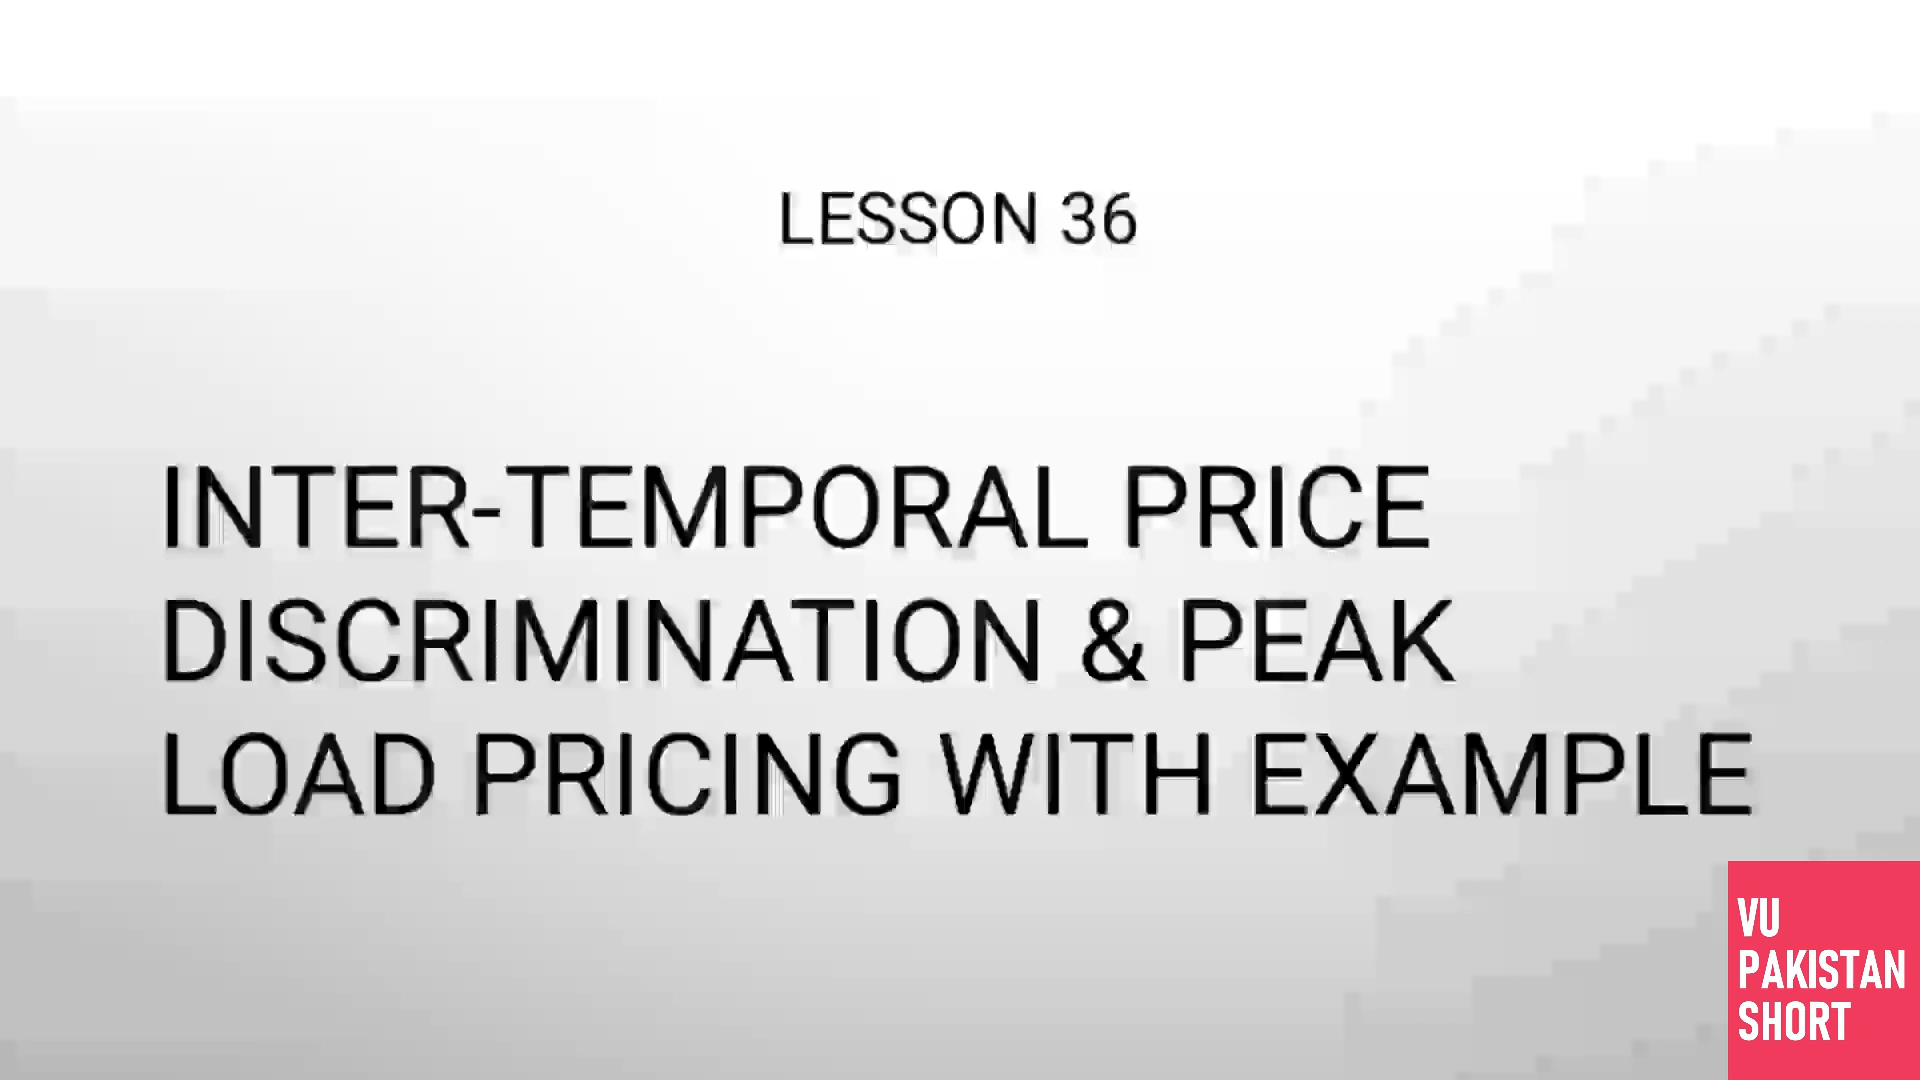 LESSON 36
INTER-TEMPORAL PRICE
DISCRIMINATION & PEAK
LOAD PRICING WITH EXAMPLE
VU
PAKISTAN
SHORT